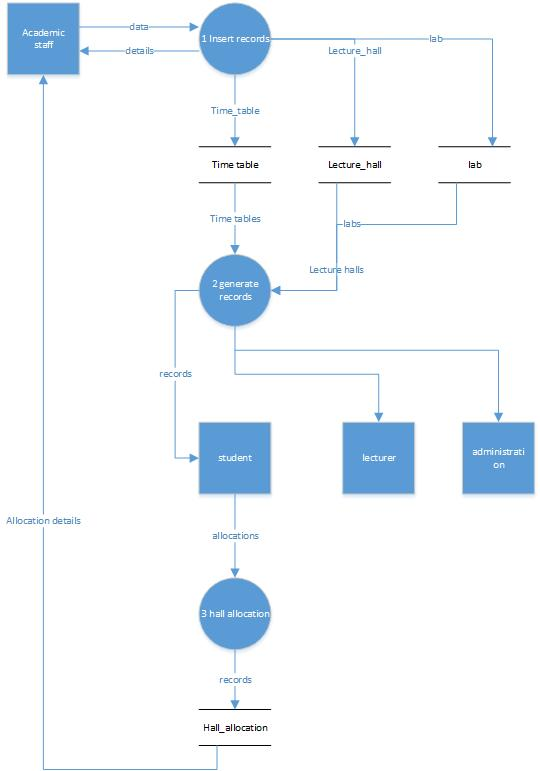 Academic
staff
data
details
1 Insert records
lab
Lecture_hall
Time_table
Time table
Lecture_hall
lab
Time tables
labs
Lecture halls
2 generate
records
records
student
lecturer
administrati
on
Allocation details
allocations
3 hall allocation
records
Hall_allocation